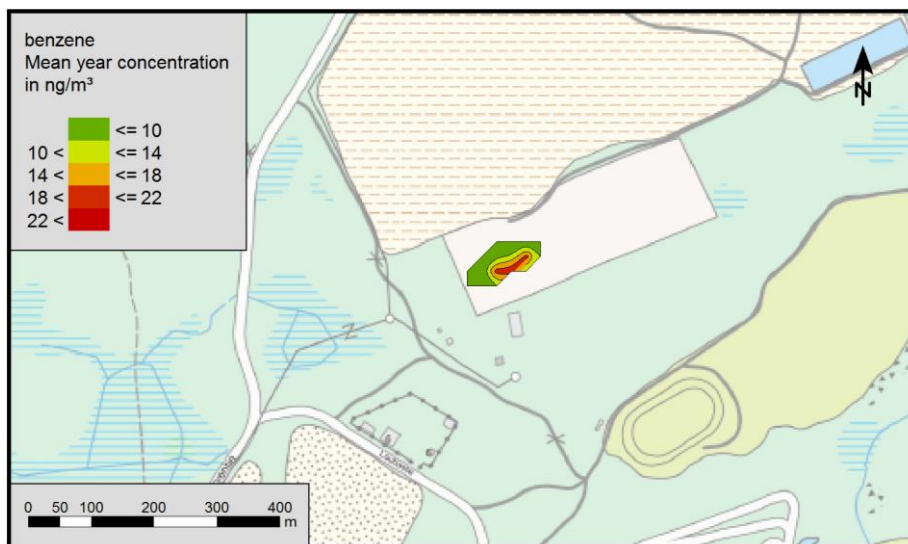 benzene
Mean year concentration
in ng/m³
<= 10
10 < <= 14
14 < <= 18
18 < <= 22
22 <
N
0 50 100 200 300 400
m